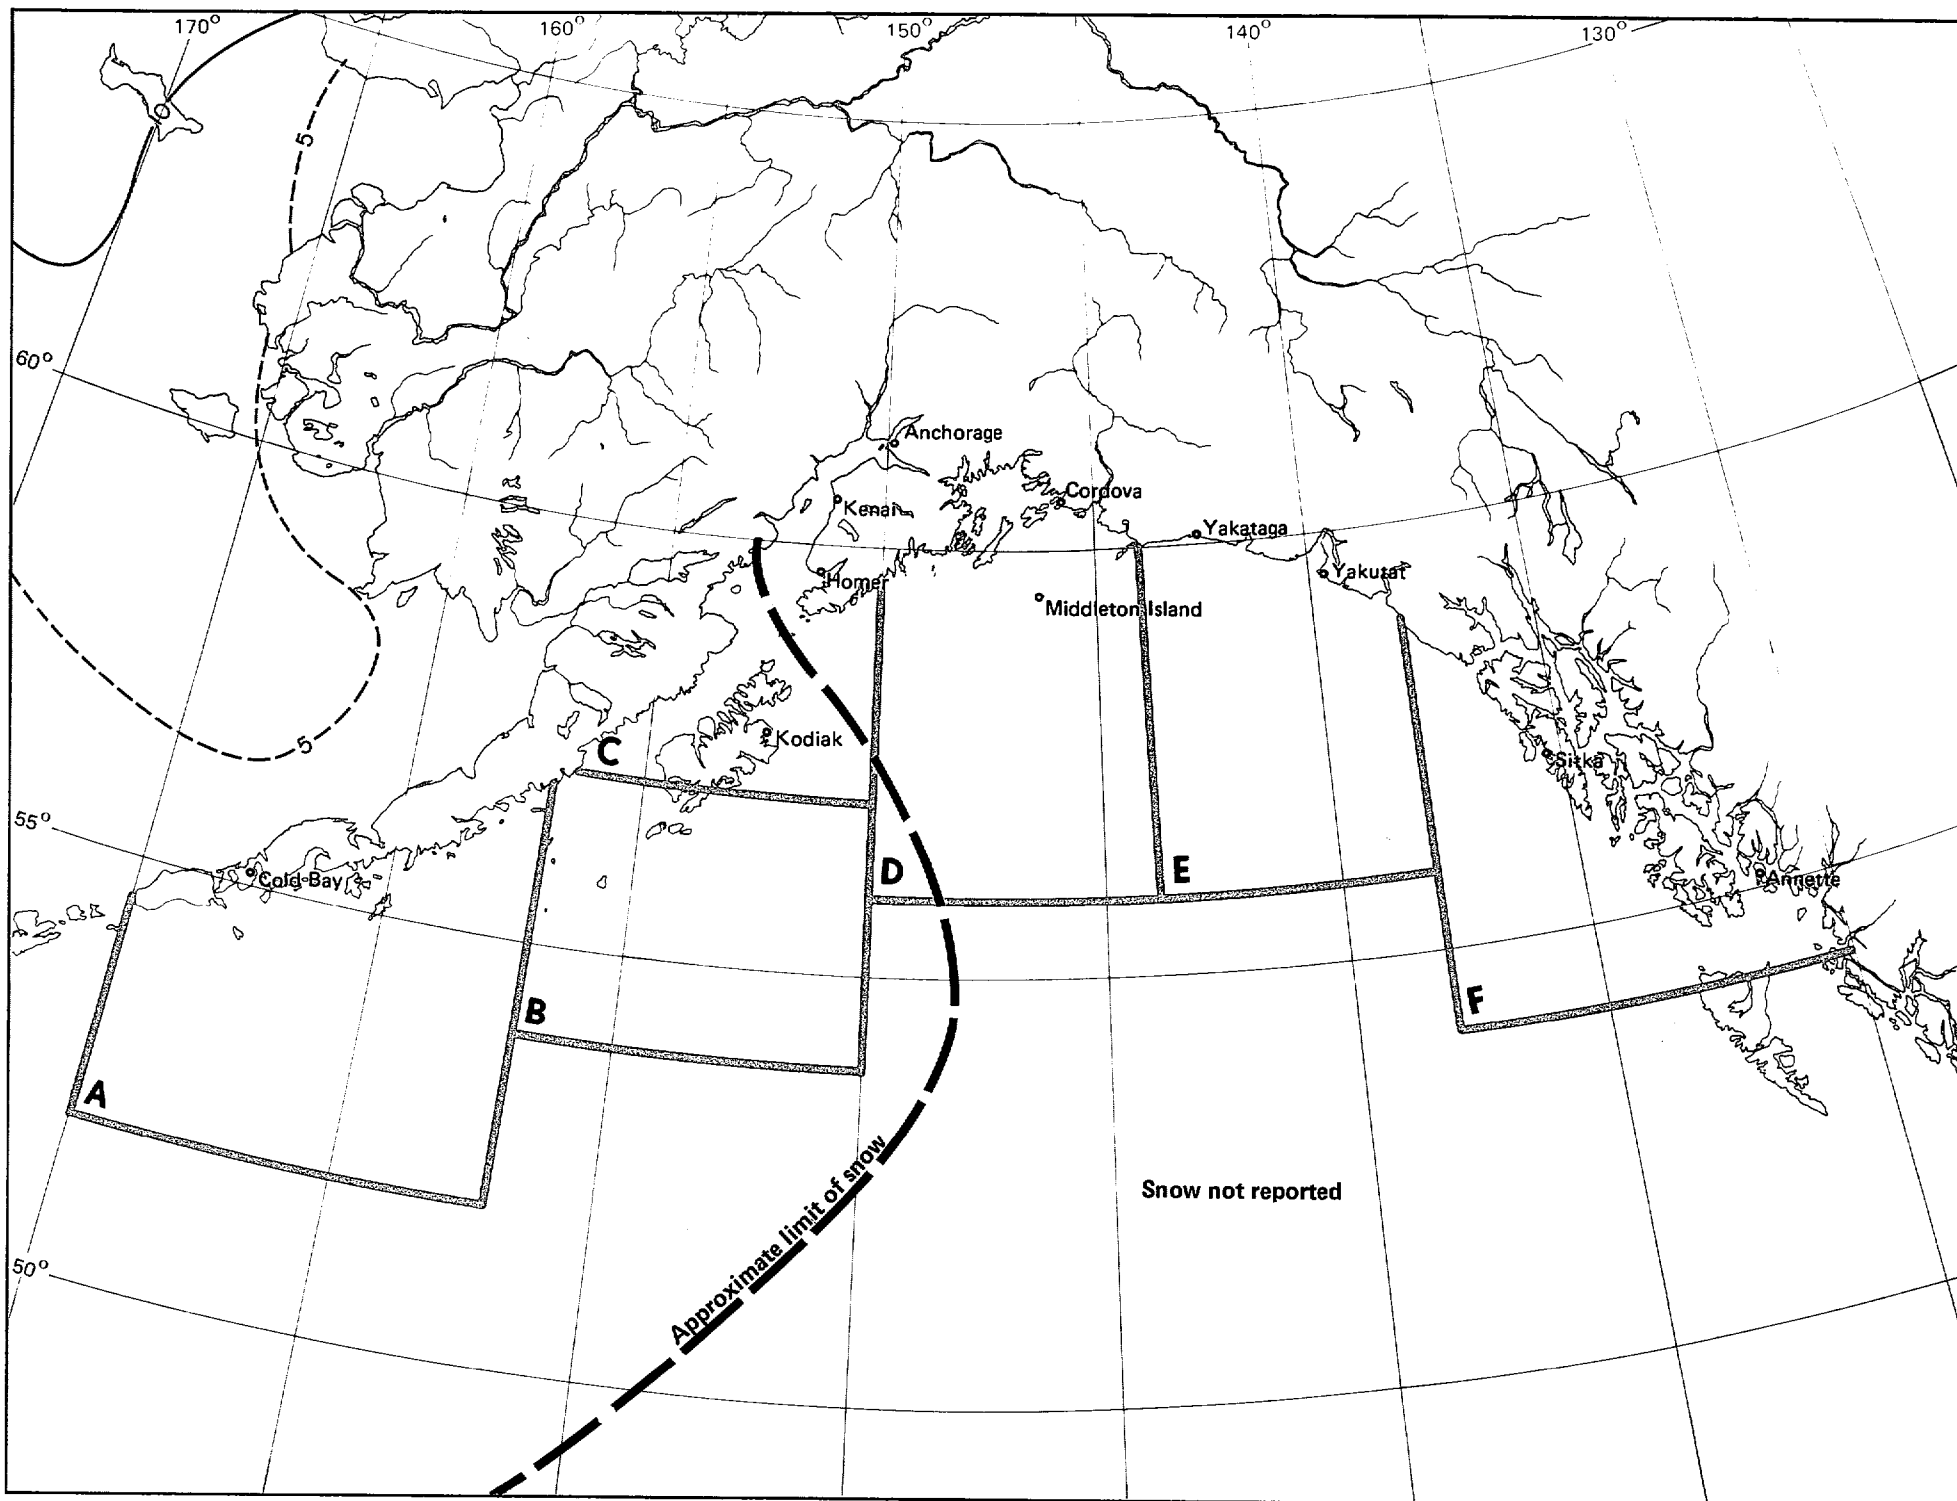 170°
160°
150°
140°
130°
5
60°
Anchorage
Kenai
Cordova
Yakataga
Homer
Yakutat
Middleton Island
5
C
Kodiak
Sitka
55°
Cold Bay
D
E
Annette
B
F
A
Approximate limit of snow
Snow not reported
50°